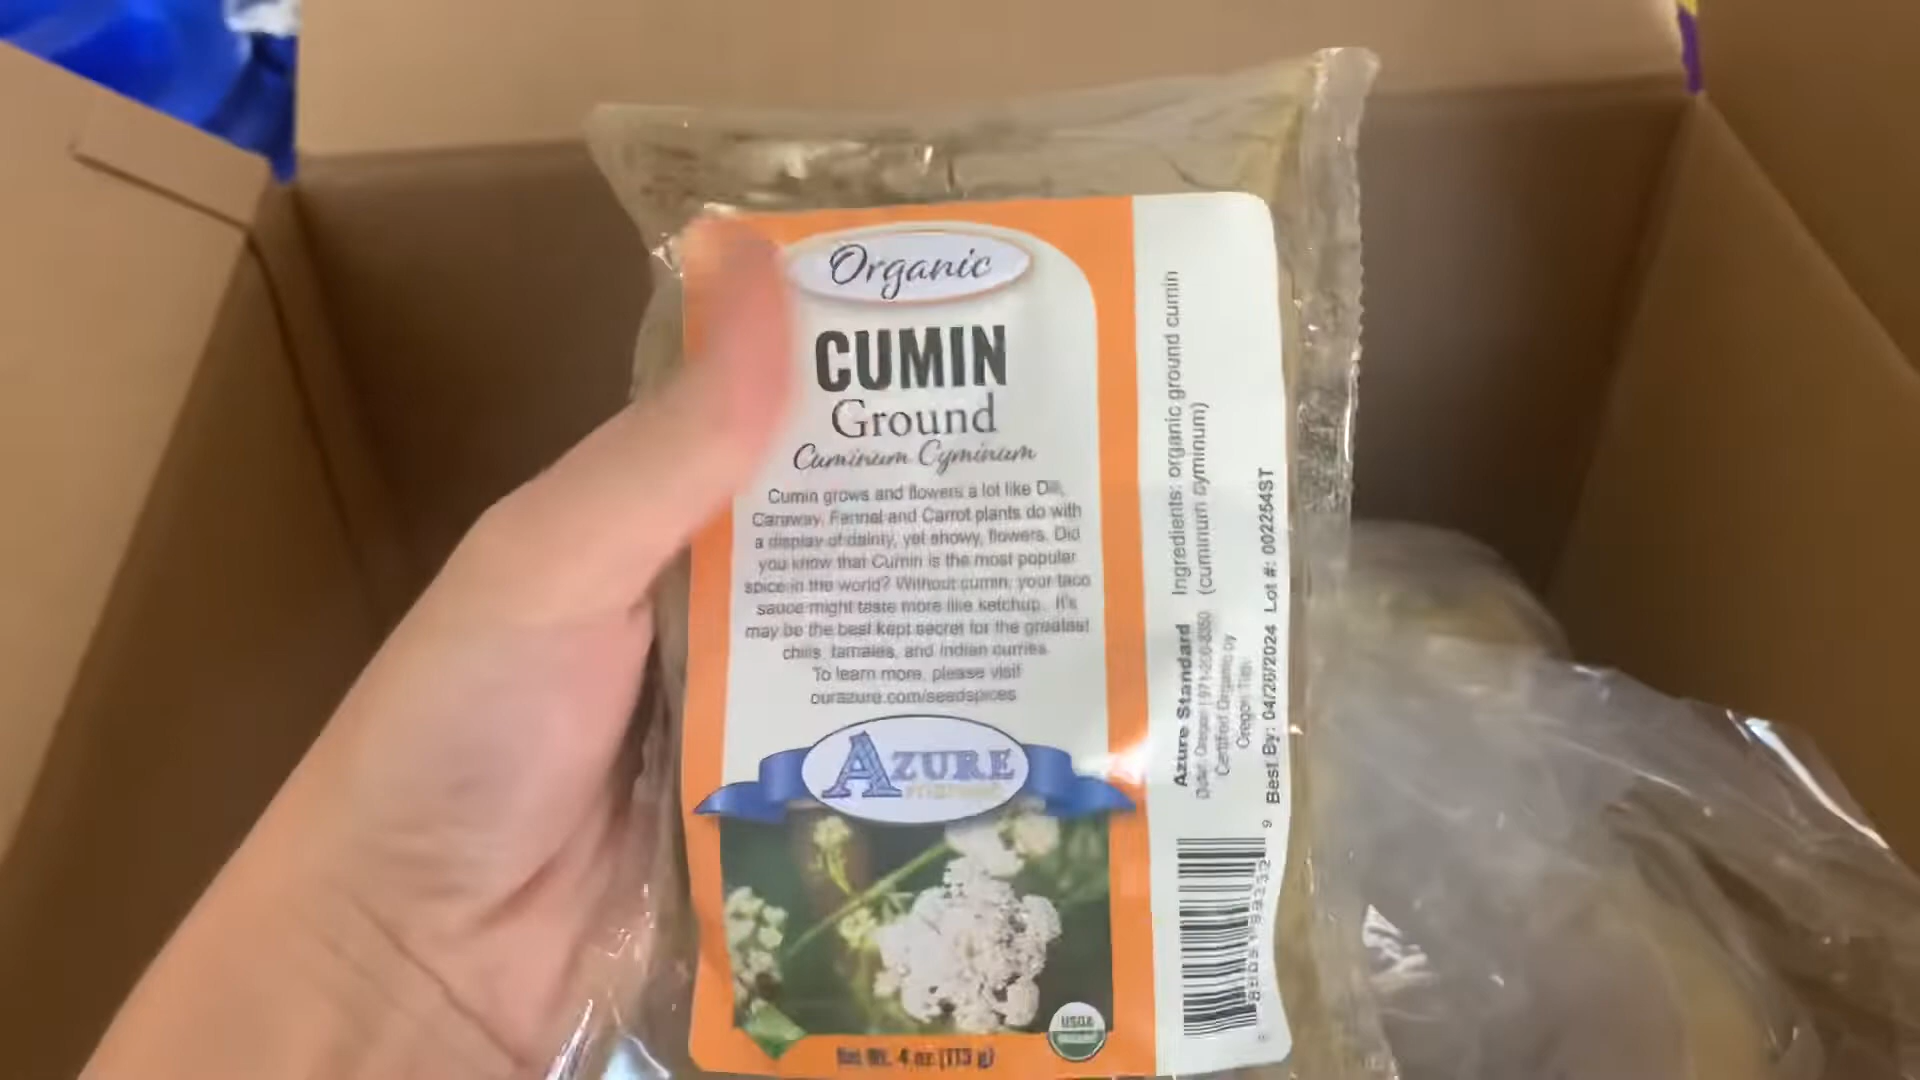 Organic
CUMIN
Ground
Cuminum Cyminum
Cumin grows and flowers a lot like Dill,
Caraway, Fennel and Carrot plants do with
a display of dainty, yet showy, flowers. Did
you know that Cumin is the most popular
spice in the world? Without cumin, your taco
sauce might taste more like ketchup. It's
may be the best kept secret for the greatest
chilis, tamales, and Indian curries.
To learn more, please visit
ourazure.com/seedspices
AZURE
Net Wt. 4 oz (113 g)
USDA
Ingredients: organic ground cumin
(cuminum cyminum)
Azure Standard
Dufur, Oregon
Certified Organic by
Oregon Tilth
Best By: 04/26/2024 Lot #: 002254ST